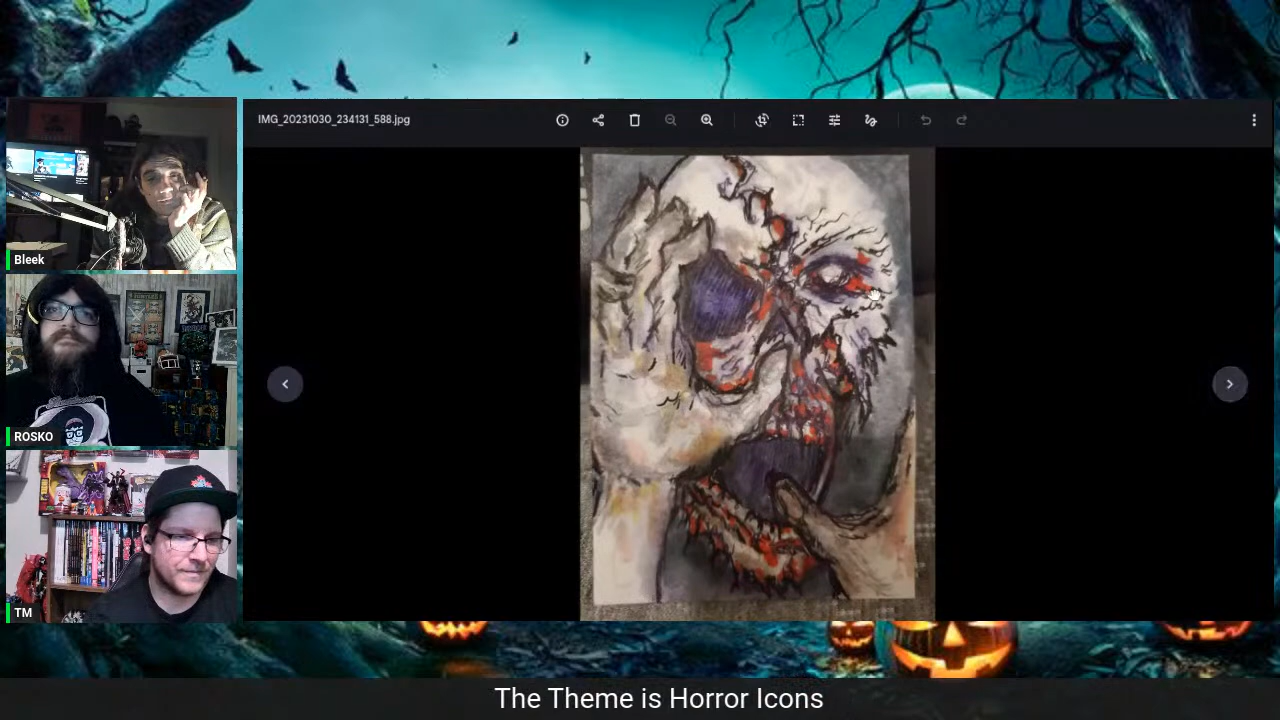 IMG_20231030_234131_588.jpg
Bleek
ROSKO
TM
The Theme is Horror Icons